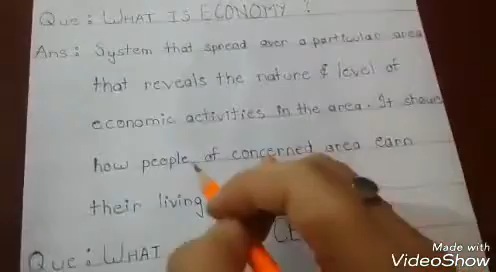 Que: WHAT IS ECONOMY ?
Ans: System that spread over a particular area
that reveals the nature & level of
economic activities in the area. It shows
how people of concerned area earn
their living
Que: WHAT
Made with
VideoShow